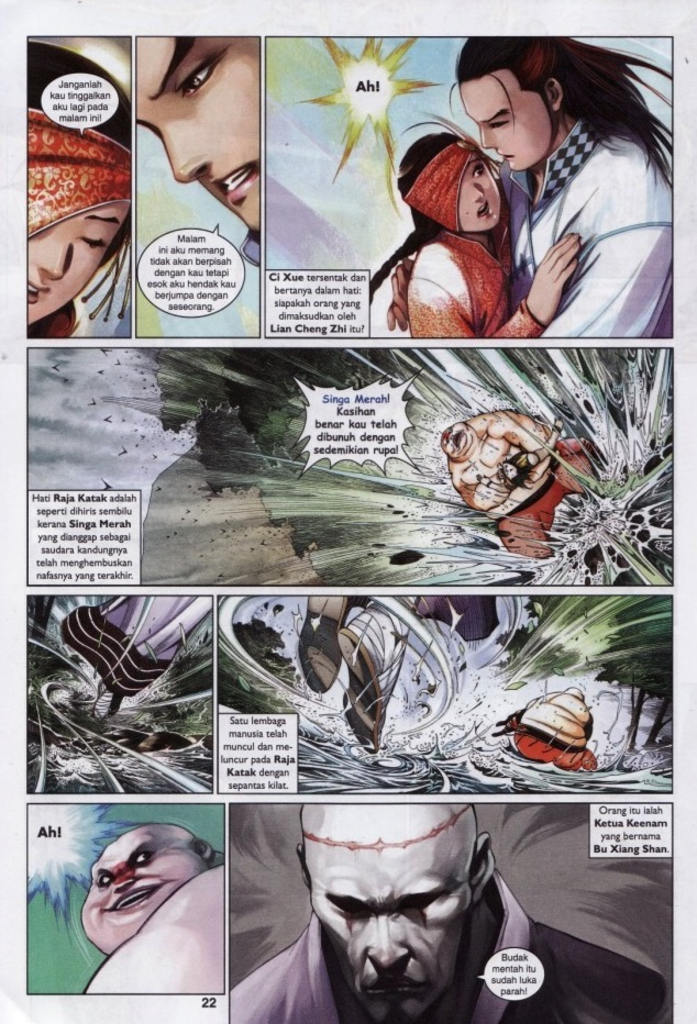 Janganlah
kau tinggalkan
aku lagi pada
malam ini!
Malam
ini aku memang
tidak akan berpisah
dengan kau tetapi
esok aku hendak kau
berjumpa dengan
seseorang.
Ah!
Ci Xue tersentak dan
bertanya dalam hati:
siapakah orang yang
dimaksudkan oleh
Lian Cheng Zhi itu?
Singa Merah!
Kasihan
benar kau telah
dibunuh dengan
sedemikian rupa!
Hati Raja Katak adalah
seperti dihiris sembilu
kerana Singa Merah
yang dianggap sebagai
saudara kandungnya
telah menghembuskan
nafasnya yang terakhir.
Satu lembaga
manusia telah
muncul dan me-
luncur pada Raja
Katak dengan
sepantas kilat.
Ah!
Orang itu ialah
Ketua Keenam
yang bernama
Bu Xiang Shan.
Budak
mentah itu
sudah luka
parah!
22